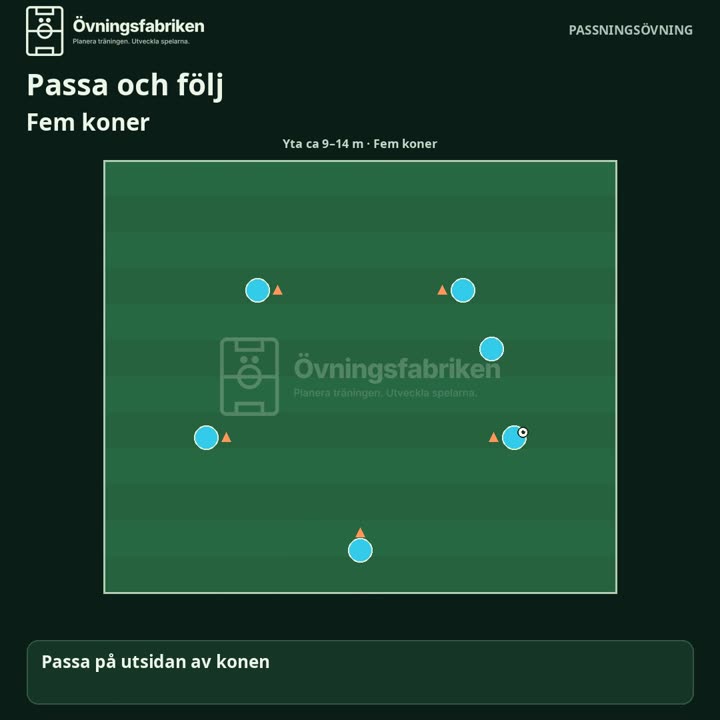 Övningsfabriken
Planera träningen. Utveckla spelarna.
PASSNINGSÖVNING
Passa och följ
Fem koner
Yta ca 9–14 m · Fem koner
Övningsfabriken
Planera träningen. Utveckla spelarna.
Passa på utsidan av konen